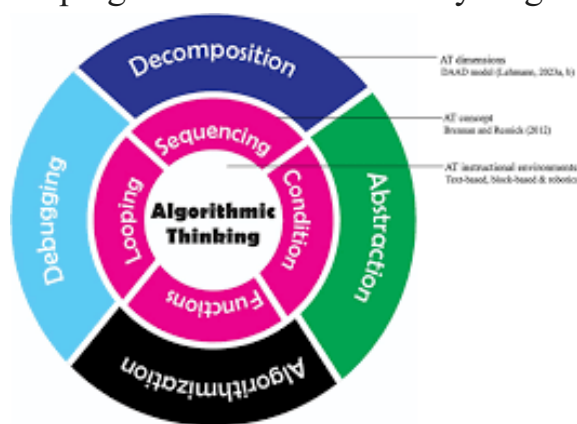 Decomposition
AT dimensions
DAAD model (Lehmann, 2023a, b)
Sequencing
AT concept
Brennan and Resnick (2012)
AT instructional environments
Text-based, block-based & robotics
Debugging
Looping
Algorithmic
Thinking
Condition
Abstraction
Functions
Algorithmization